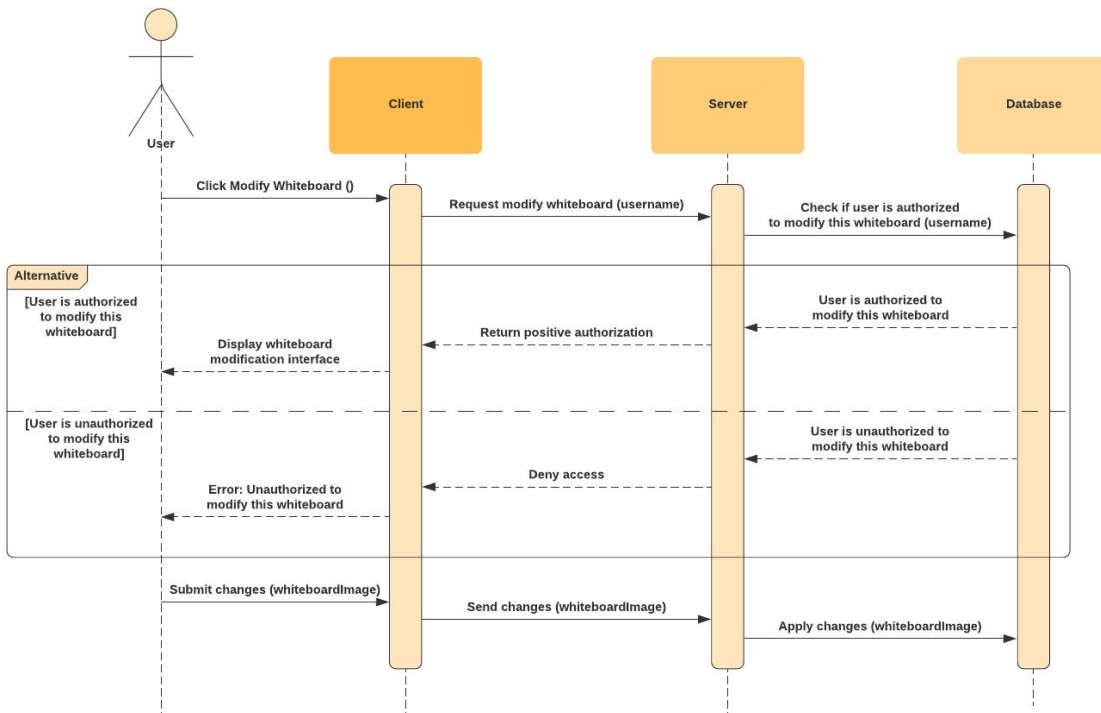 Client
Server
Database
User
Click Modify Whiteboard ()
Request modify whiteboard (username)
Check if user is authorized
to modify this whiteboard (username)
Alternative
[User is authorized
to modify this
whiteboard]
User is authorized to
modify this whiteboard
Return positive authorization
Display whiteboard
modification interface
[User is unauthorized
to modify this
whiteboard]
User is unauthorized to
modify this whiteboard
Deny access
Error: Unauthorized to
modify this whiteboard
Submit changes (whiteboardImage)
Send changes (whiteboardImage)
Apply changes (whiteboardImage)